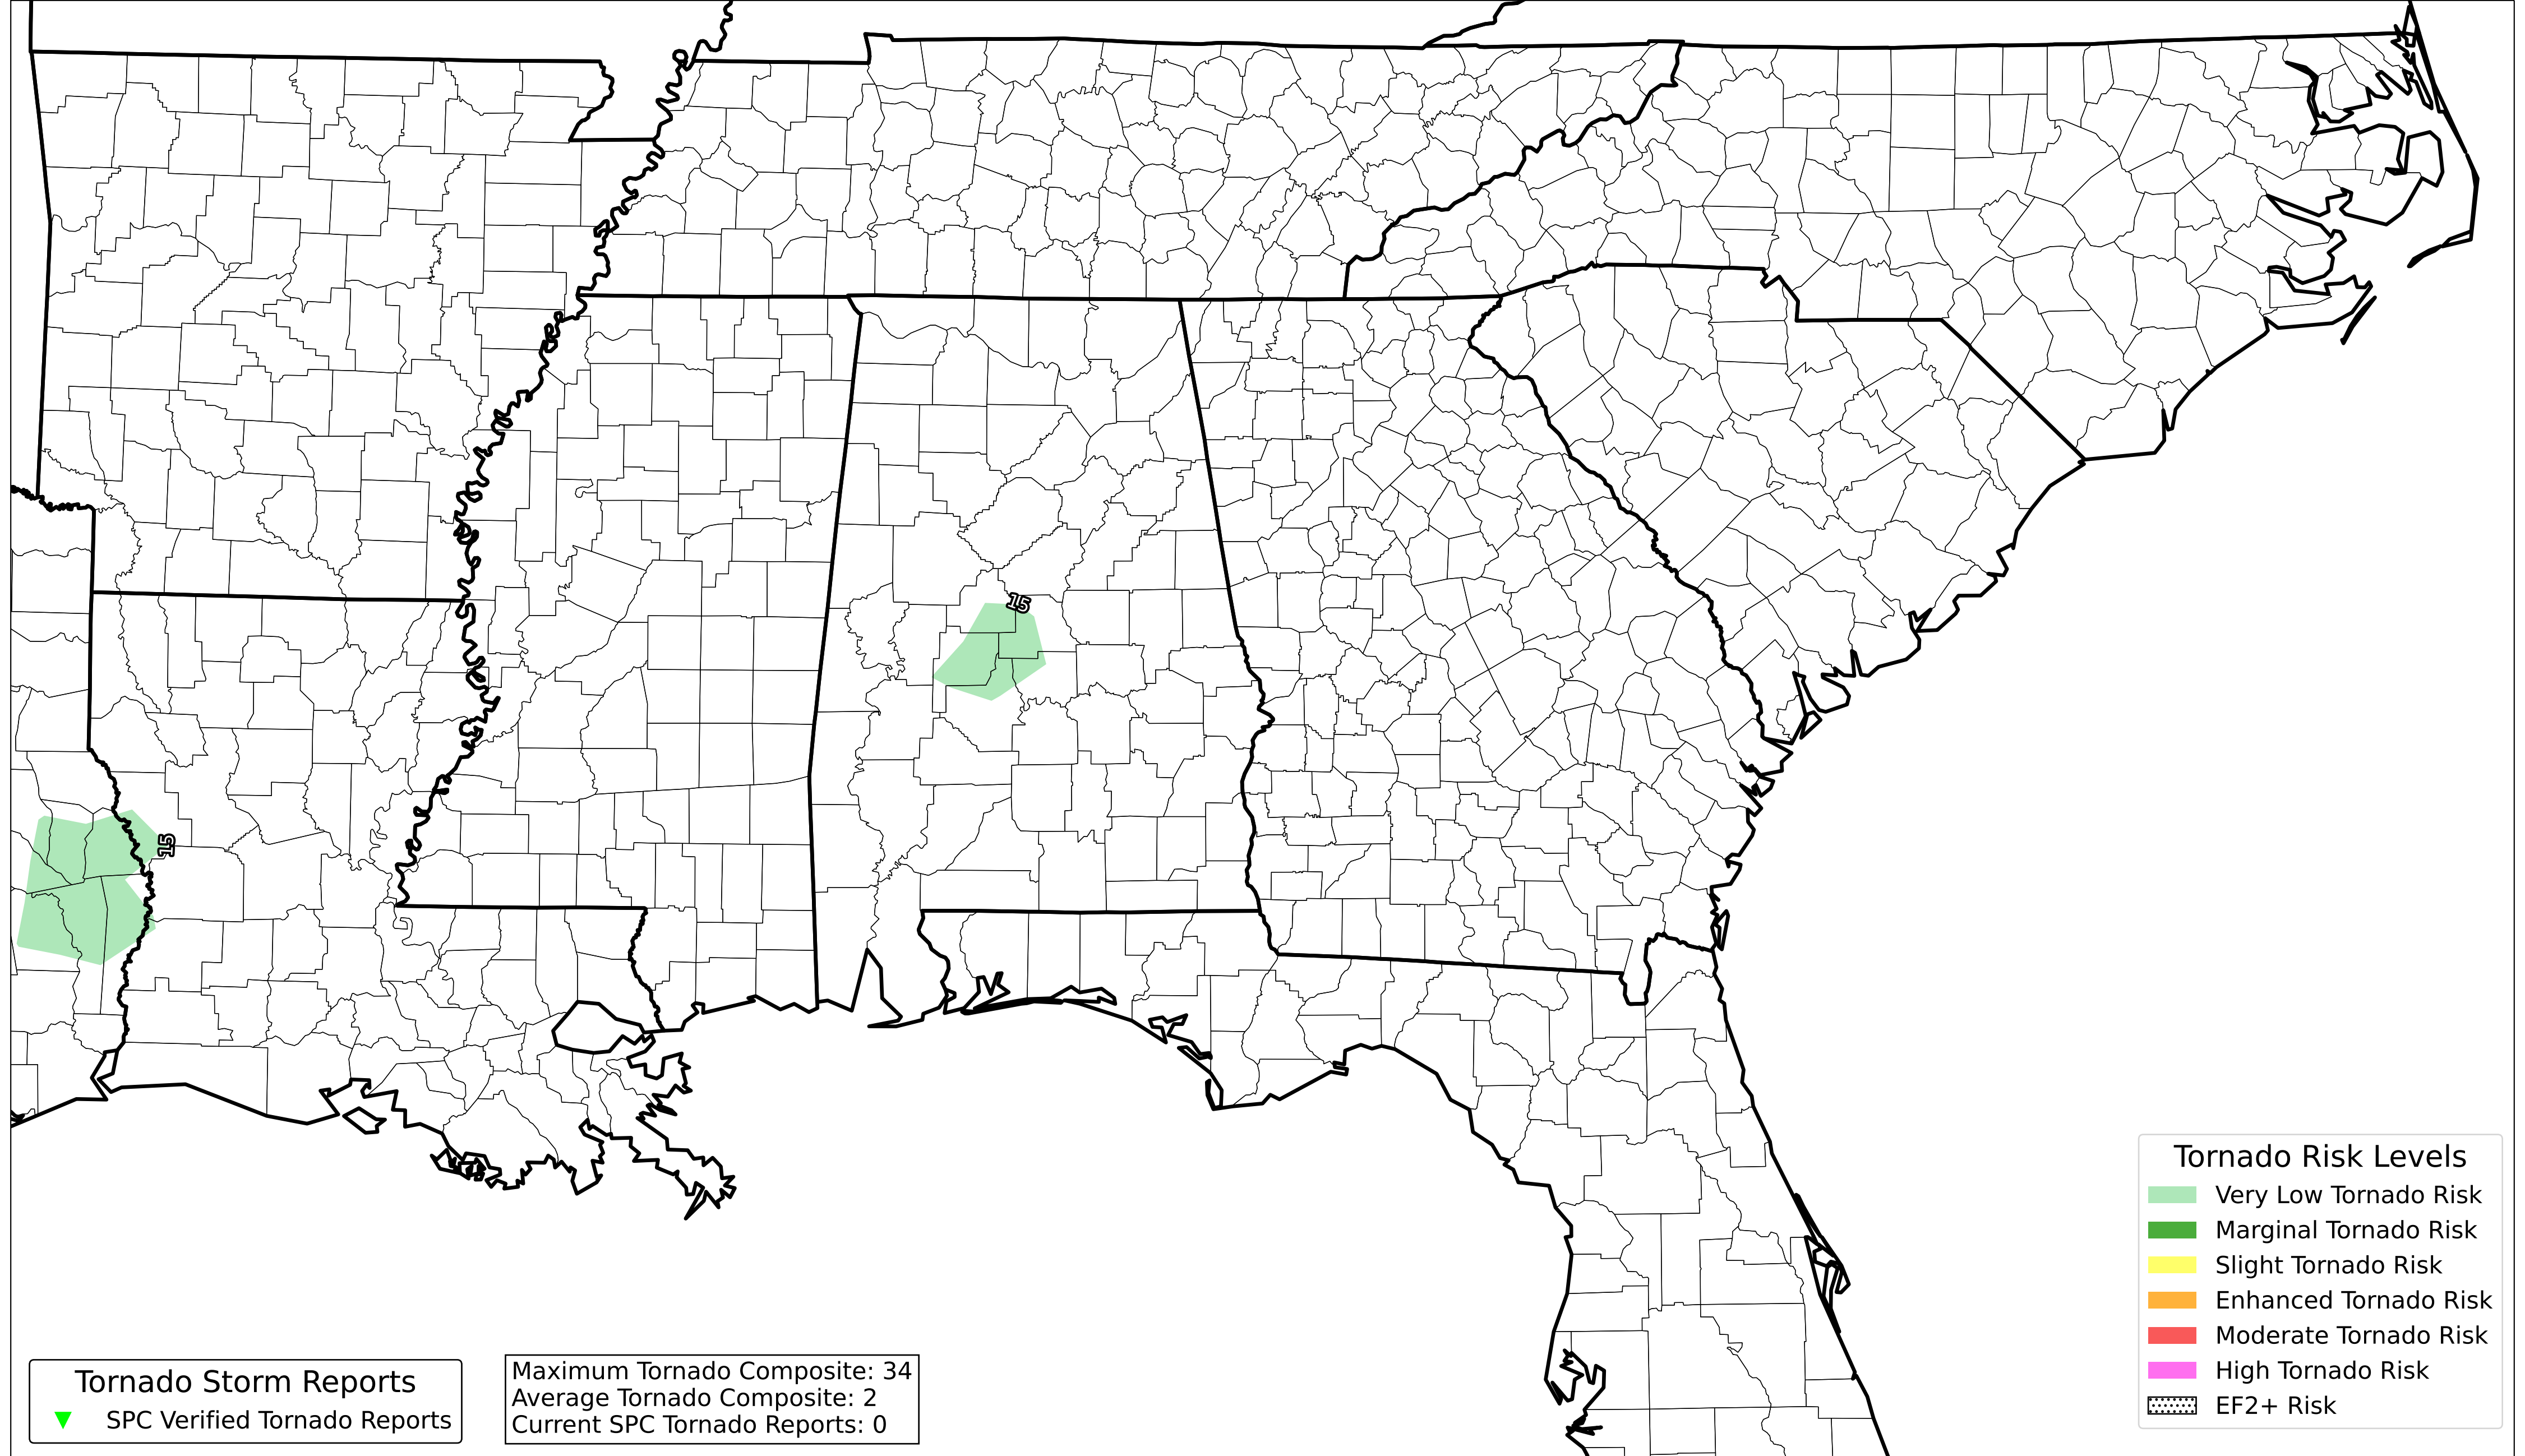 15
15
Tornado Storm Reports
SPC Verified Tornado Reports
Maximum Tornado Composite: 34
Average Tornado Composite: 2
Current SPC Tornado Reports: 0
Tornado Risk Levels
Very Low Tornado Risk
Marginal Tornado Risk
Slight Tornado Risk
Enhanced Tornado Risk
Moderate Tornado Risk
High Tornado Risk
EF2+ Risk